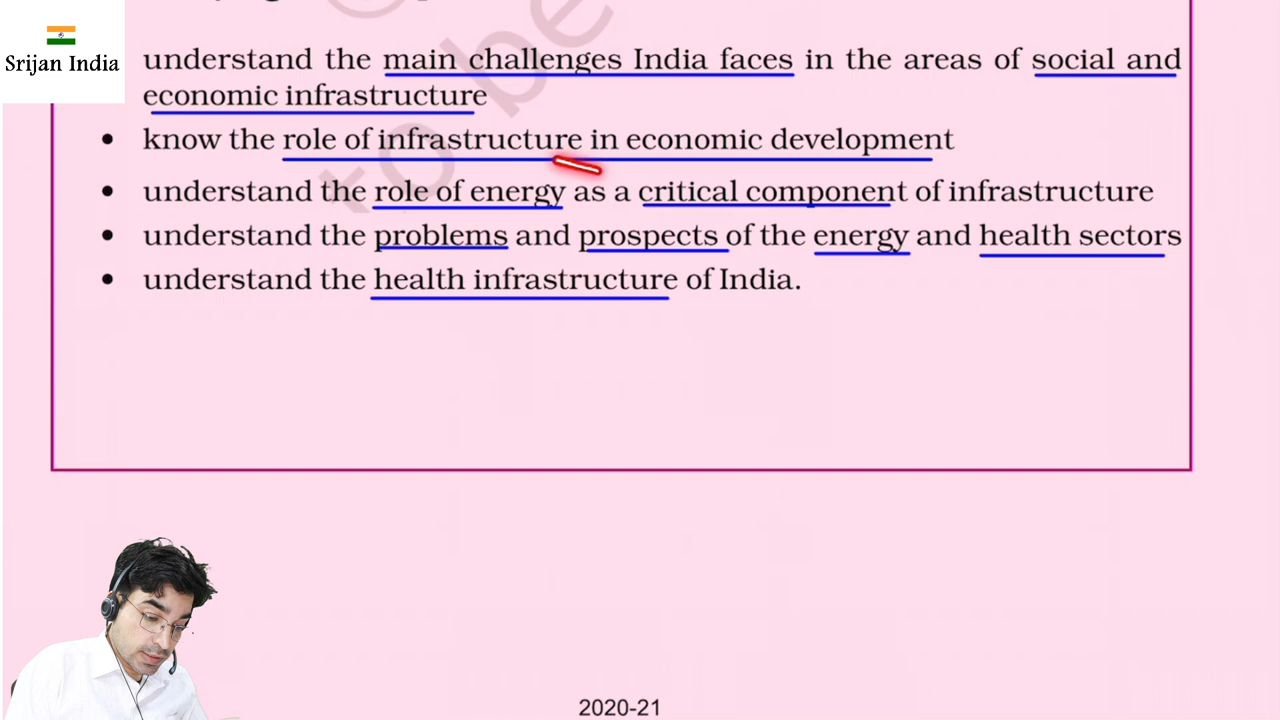 Srijan India
understand the main challenges India faces in the areas of social and
economic infrastructure
• know the role of infrastructure in economic development
• understand the role of energy as a critical component of infrastructure
• understand the problems and prospects of the energy and health sectors
• understand the health infrastructure of India.
to be
2020-21